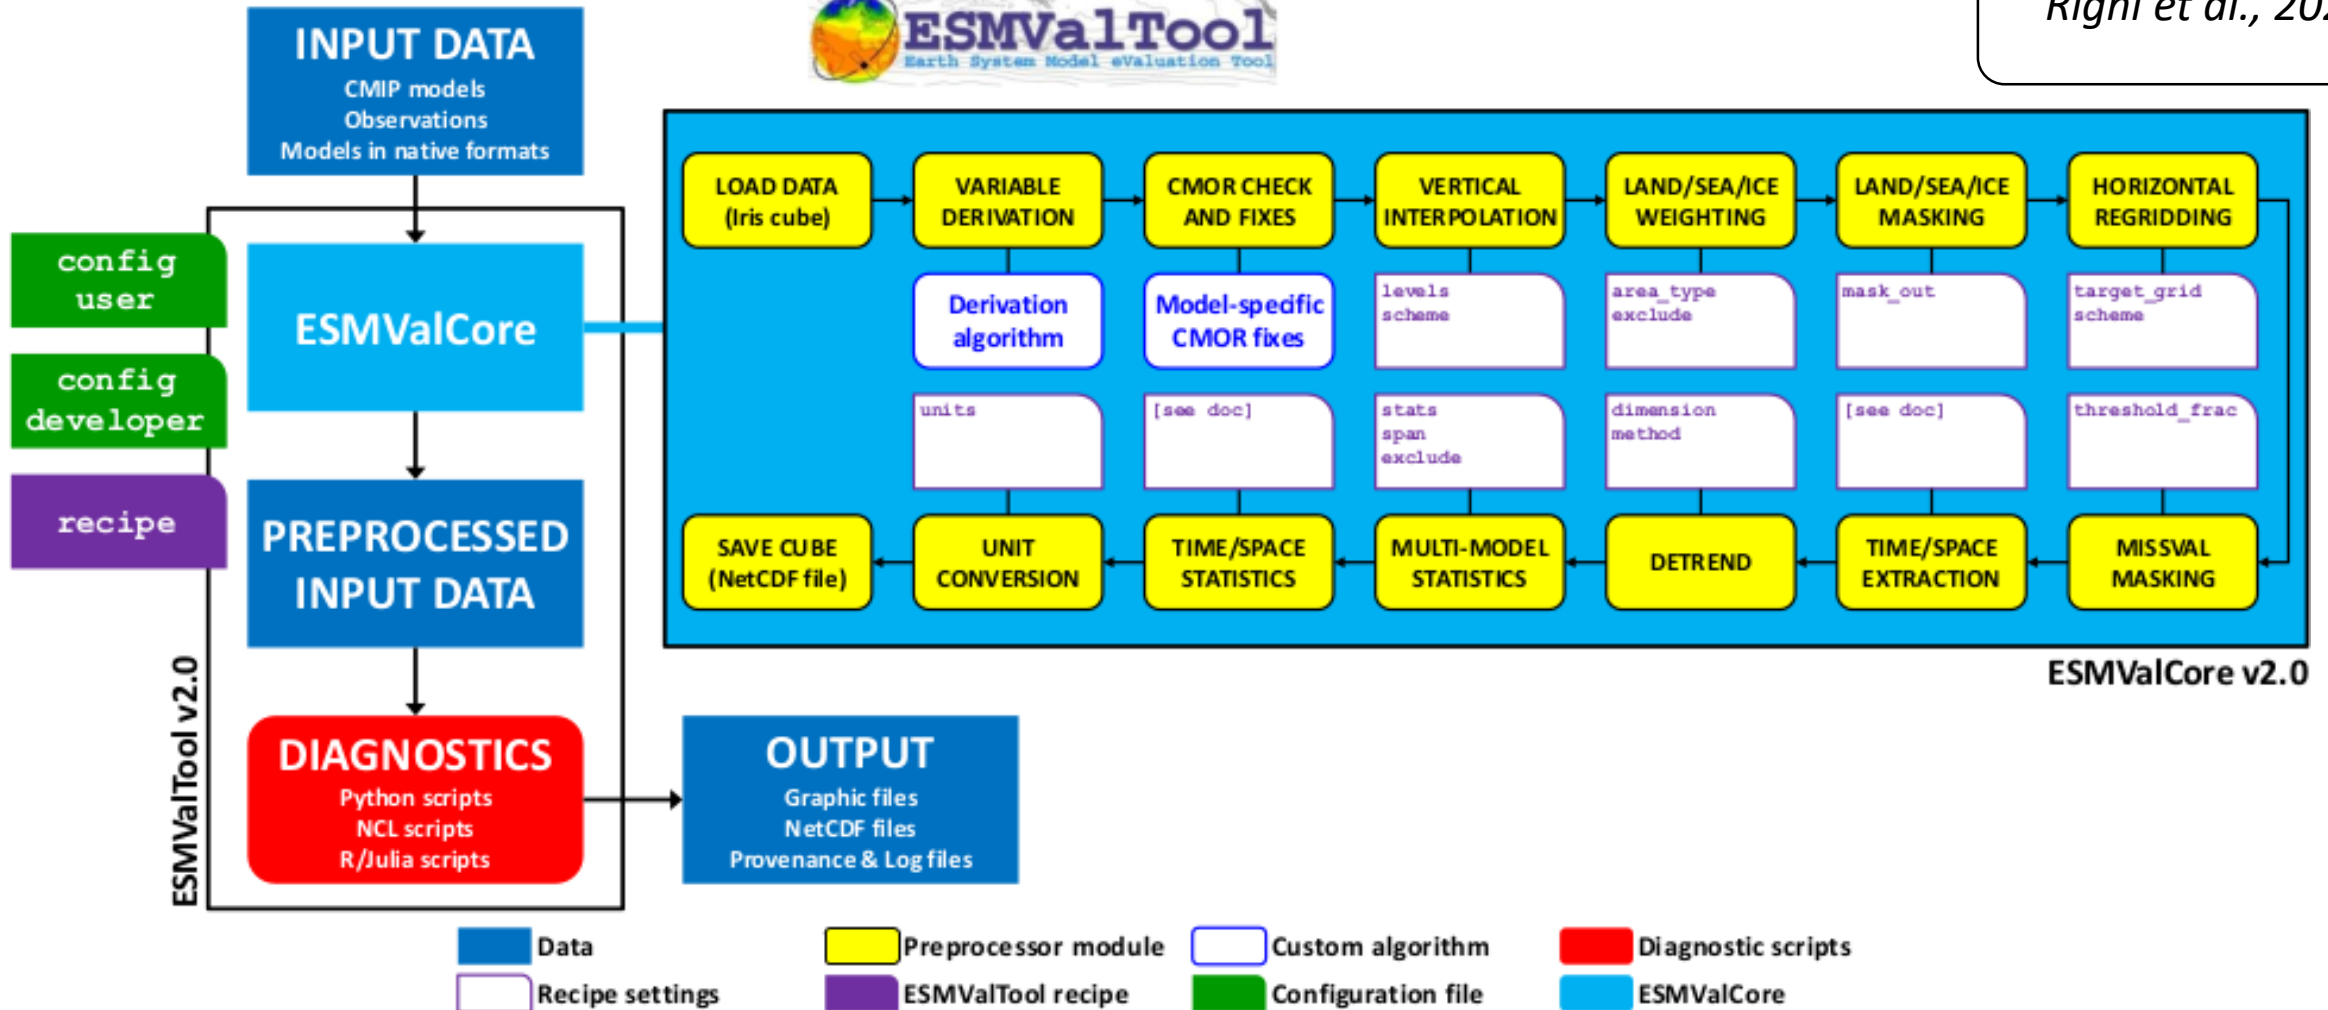 Righi et al., 202
ESMValTool
Earth System Model eValuation Tool
INPUT DATA
CMIP models
Observations
Models in native formats
config
user
config
developer
recipe
ESMValCore
PREPROCESSED
INPUT DATA
DIAGNOSTICS
Python scripts
NCL scripts
R/Julia scripts
ESMValTool v2.0
OUTPUT
Graphic files
NetCDF files
Provenance & Log files
LOAD DATA
(Iris cube)
VARIABLE
DERIVATION
CMOR CHECK
AND FIXES
VERTICAL
INTERPOLATION
LAND/SEA/ICE
WEIGHTING
LAND/SEA/ICE
MASKING
HORIZONTAL
REGRIDDING
Derivation
algorithm
Model-specific
CMOR fixes
levels
scheme
area_type
exclude
mask_out
target_grid
scheme
units
[see doc]
stats
span
exclude
dimension
method
[see doc]
threshold_frac
SAVE CUBE
(NetCDF file)
UNIT
CONVERSION
TIME/SPACE
STATISTICS
MULTI-MODEL
STATISTICS
DETREND
TIME/SPACE
EXTRACTION
MISSVAL
MASKING
ESMValCore v2.0
Data
Preprocessor module
Custom algorithm
Diagnostic scripts
Recipe settings
ESMValTool recipe
Configuration file
ESMValCore